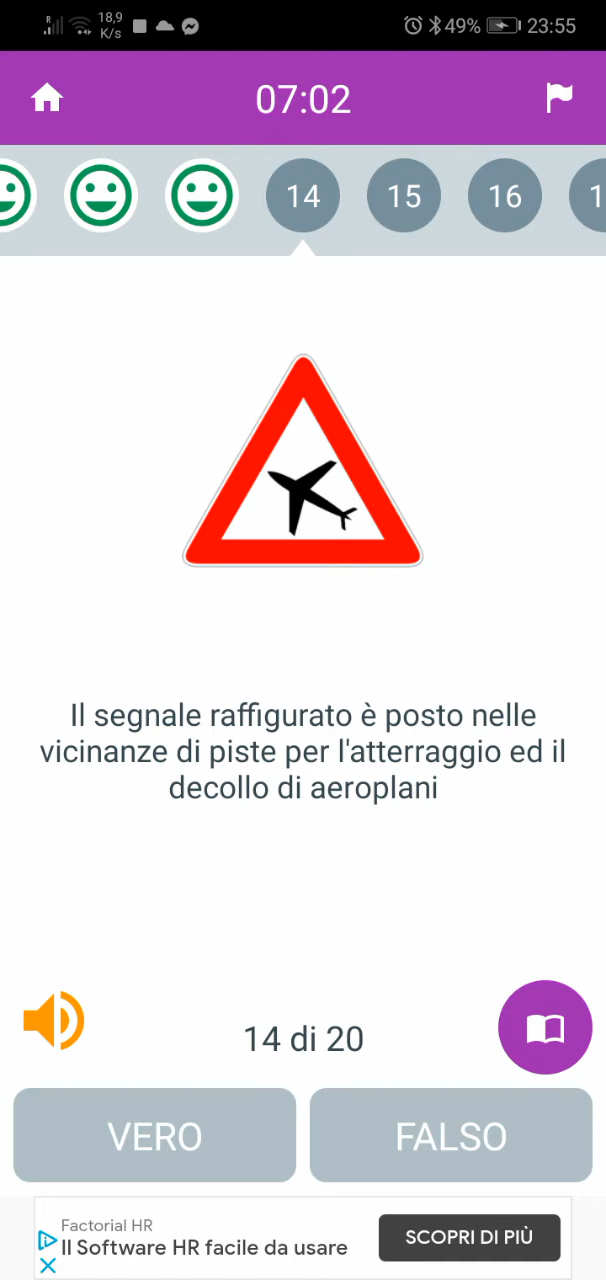 R
18,9
K/s
49%
23:55
07:02
14
15
16
1
Il segnale raffigurato è posto nelle
vicinanze di piste per l'atterraggio ed il
decollo di aeroplani
14 di 20
VERO
FALSO
Factorial HR
Il Software HR facile da usare
SCOPRI DI PIÙ